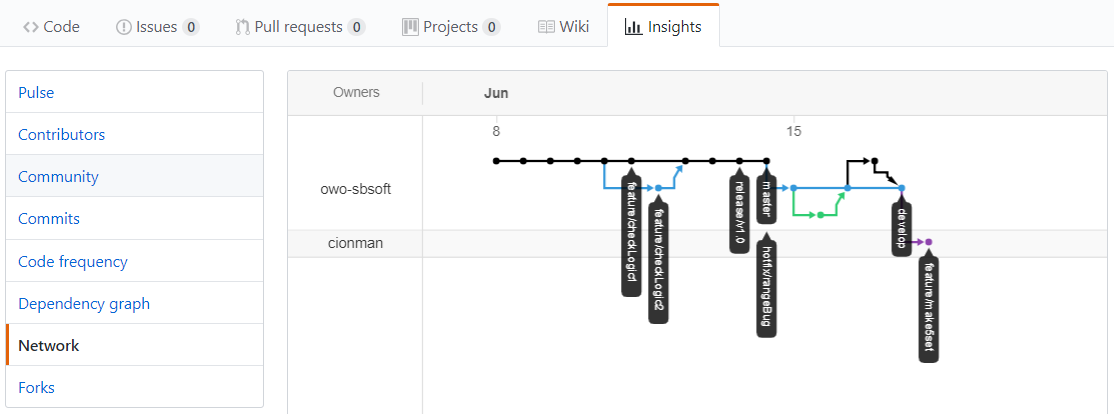 Code Issues 0 Pull requests 0 Projects 0 Wiki Insights
Pulse
Contributors
Community
Commits
Code frequency
Dependency graph
Network
Forks
Owners Jun
8 15
owo-sbsoft
cionman
feature/checkLogic1
feature/checkLogic2
release/v1.0
master
hotfix/rangeBug
develop
feature/make5set